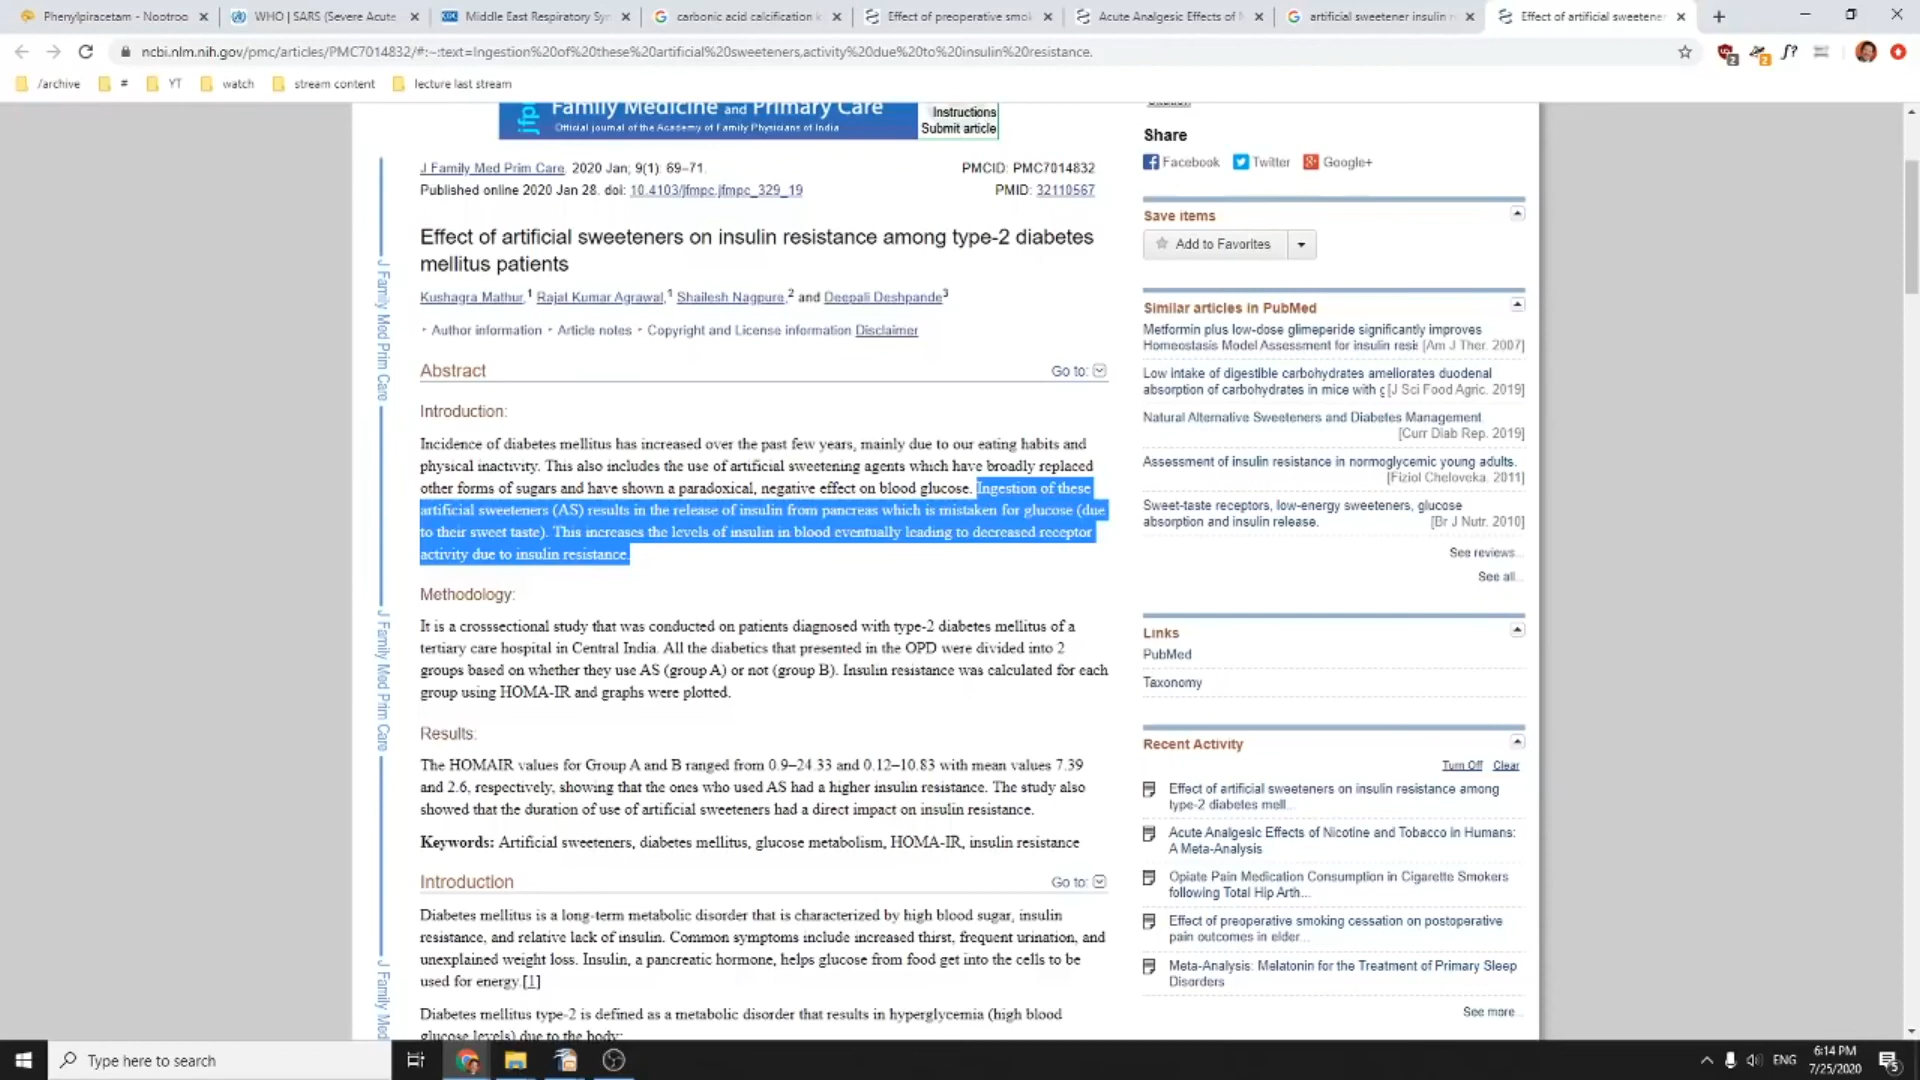 Phenylpiracetam - Nootroo
WHO | SARS (Severe Acute
Middle East Respiratory Sy
carbonic acid calcification
Effect of preoperative smo
Acute Analgesic Effects of
artificial sweetener insulin
Effect of artificial sweetene
ncbi.nlm.nih.gov/pmc/articles/PMC7014832/#:~:text=Ingestion%20of%20these%20artificial%20sweeteners,activity%20due%20to%20insulin%20resistance.
/archive # YT watch stream content lecture last stream
jfp
Family Medicine and Primary Care
Official journal of the Academy of Family Physicians of India
Instructions
Submit article
J Family Med Prim Care. 2020 Jan; 9(1): 69–71.
PMCID: PMC7014832
Published online 2020 Jan 28. doi: 10.4103/jfmpc.jfmpc_329_19
PMID: 32110567
Effect of artificial sweeteners on insulin resistance among type-2 diabetes
mellitus patients
Kushagra Mathur,1 Rajat Kumar Agrawal,1 Shailesh Nagpure,2 and Deepali Deshpande3
Author information Article notes Copyright and License information Disclaimer
Abstract
Go to:
Introduction:
Incidence of diabetes mellitus has increased over the past few years, mainly due to our eating habits and
physical inactivity. This also includes the use of artificial sweetening agents which have broadly replaced
other forms of sugars and have shown a paradoxical, negative effect on blood glucose. Ingestion of these
artificial sweeteners (AS) results in the release of insulin from pancreas which is mistaken for glucose (due
to their sweet taste). This increases the levels of insulin in blood eventually leading to decreased receptor
activity due to insulin resistance.
Methodology:
It is a crosssectional study that was conducted on patients diagnosed with type-2 diabetes mellitus of a
tertiary care hospital in Central India. All the diabetics that presented in the OPD were divided into 2
groups based on whether they use AS (group A) or not (group B). Insulin resistance was calculated for each
group using HOMA-IR and graphs were plotted.
Results:
The HOMAIR values for Group A and B ranged from 0.9–24.33 and 0.12–10.83 with mean values 7.39
and 2.6, respectively, showing that the ones who used AS had a higher insulin resistance. The study also
showed that the duration of use of artificial sweeteners had a direct impact on insulin resistance.
Keywords: Artificial sweeteners, diabetes mellitus, glucose metabolism, HOMA-IR, insulin resistance
Introduction
Go to:
Diabetes mellitus is a long-term metabolic disorder that is characterized by high blood sugar, insulin
resistance, and relative lack of insulin. Common symptoms include increased thirst, frequent urination, and
unexplained weight loss. Insulin, a pancreatic hormone, helps glucose from food get into the cells to be
used for energy.[1]
Diabetes mellitus type-2 is defined as a metabolic disorder that results in hyperglycemia (high blood
glucose levels) due to the body:
J Family Med Prim Care
J Family Med Prim Care
J Family Med
Citation
Share
Facebook Twitter Google+
Save items
Add to Favorites
Similar articles in PubMed
Metformin plus low-dose glimeperide significantly improves
Homeostasis Model Assessment for insulin resi [Am J Ther. 2007]
Low intake of digestible carbohydrates ameliorates duodenal
absorption of carbohydrates in mice with g [J Sci Food Agric. 2019]
Natural Alternative Sweeteners and Diabetes Management.
[Curr Diab Rep. 2019]
Assessment of insulin resistance in normoglycemic young adults.
[Fiziol Cheloveka. 2011]
Sweet-taste receptors, low-energy sweeteners, glucose
absorption and insulin release.
[Br J Nutr. 2010]
See reviews...
See all...
Links
PubMed
Taxonomy
Recent Activity
Turn Off Clear
Effect of artificial sweeteners on insulin resistance among
type-2 diabetes mell...
Acute Analgesic Effects of Nicotine and Tobacco in Humans:
A Meta-Analysis
Opiate Pain Medication Consumption in Cigarette Smokers
following Total Hip Arth...
Effect of preoperative smoking cessation on postoperative
pain outcomes in elder...
Meta-Analysis: Melatonin for the Treatment of Primary Sleep
Disorders
See more...
Type here to search
ENG
6:14 PM
7/25/2020